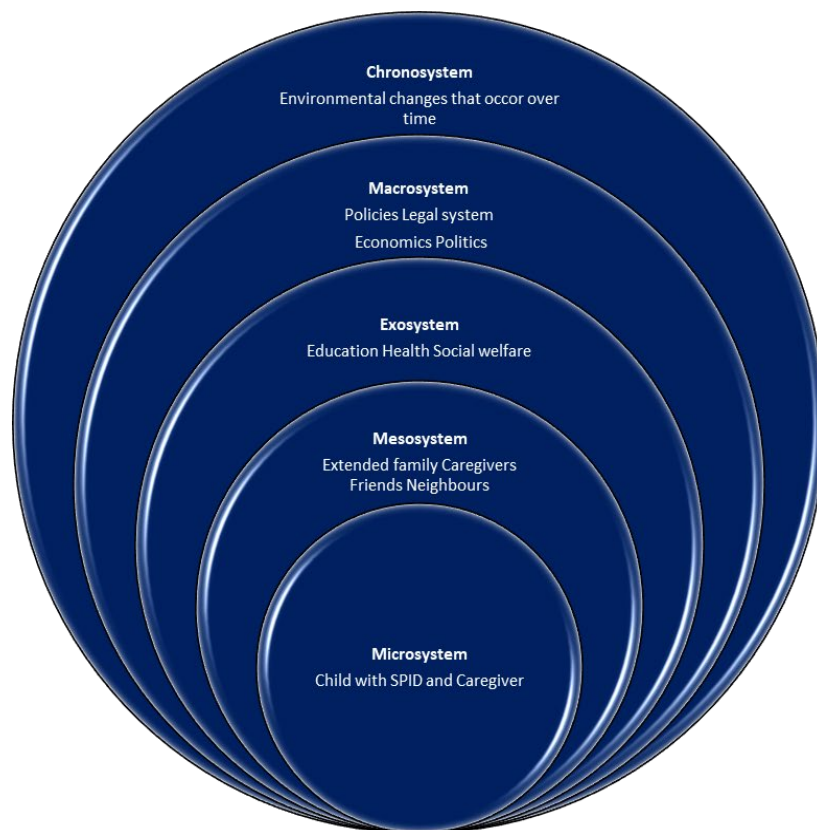 Chronosystem
Environmental changes that occor over
time
Macrosystem
Policies Legal system
Economics Politics
Exosystem
Education Health Social welfare
Mesosystem
Extended family Caregivers
Friends Neighbours
Microsystem
Child with SPID and Caregiver